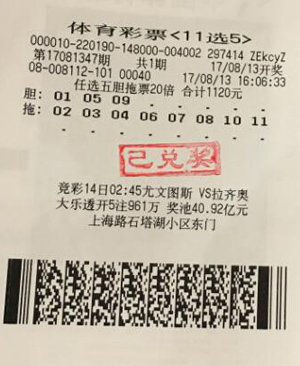 体育彩票<11选5>
000010-220190-148000-004002 297414 ZEkcyZ
第17081347期 共1期 17/08/13开奖
08-008112-101 00040 17/08/13 16:06:33
任选五胆拖票20倍 合计1120元
胆: 01 05 09 . . . . . .
. . . . . . . . .
拖: 02 03 04 06 07 08 10 11
. . . . . . . . .
已兑奖
竞彩14日02:45尤文图斯 VS拉齐奥
大乐透开5注961万 奖池40.92亿元
上海路石塔湖小区东门